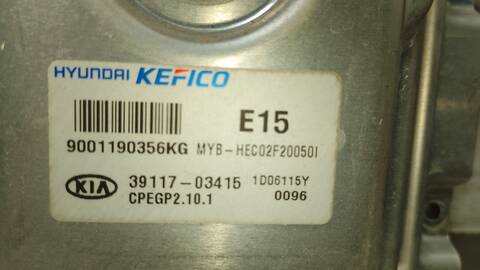 HYUNDAI KEFICO
E15
9001190356KG MYB-HEC02F20050I
KIA 39117-03415 1D06115Y
CPEGP2.10.1 0096